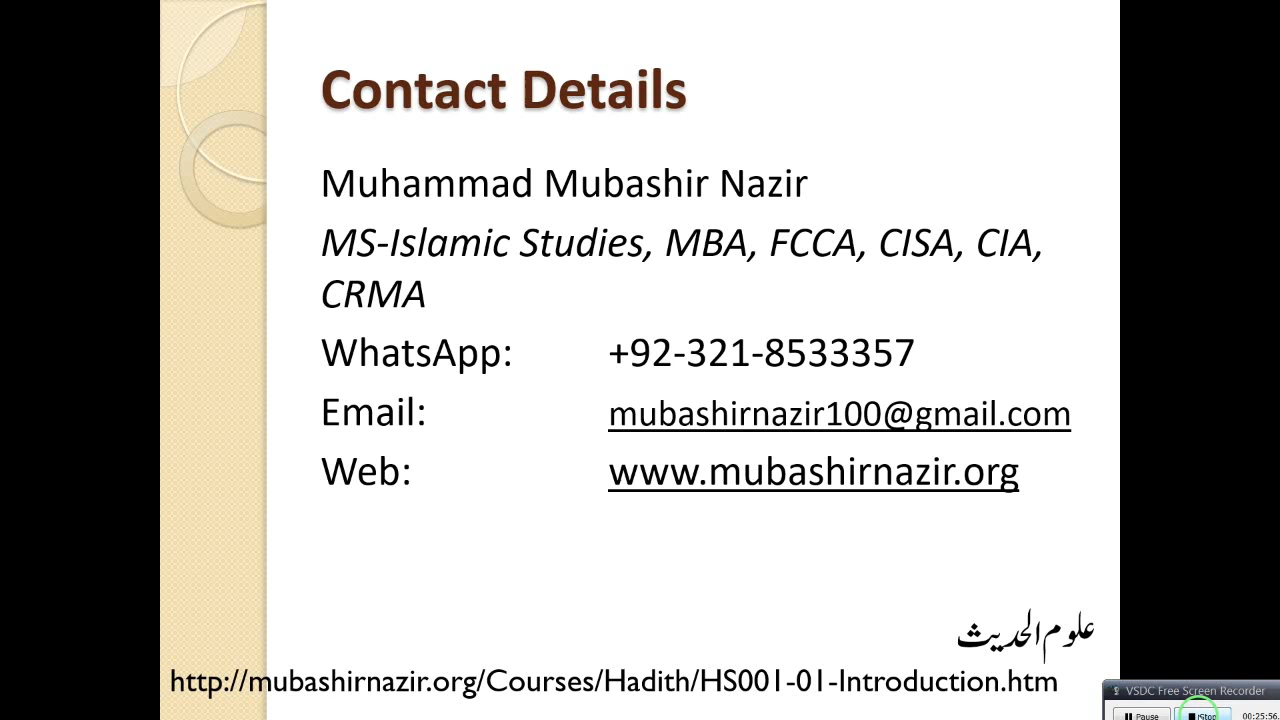 Contact Details
Muhammad Mubashir Nazir
MS-Islamic Studies, MBA, FCCA, CISA, CIA,
CRMA
WhatsApp: +92-321-8533357
Email: mubashirnazir100@gmail.com
Web: www.mubashirnazir.org
علوم الحدیث
http://mubashirnazir.org/Courses/Hadith/HS001-01-Introduction.htm
VSDC Free Screen Recorder
Pause Stop 00:25:56.